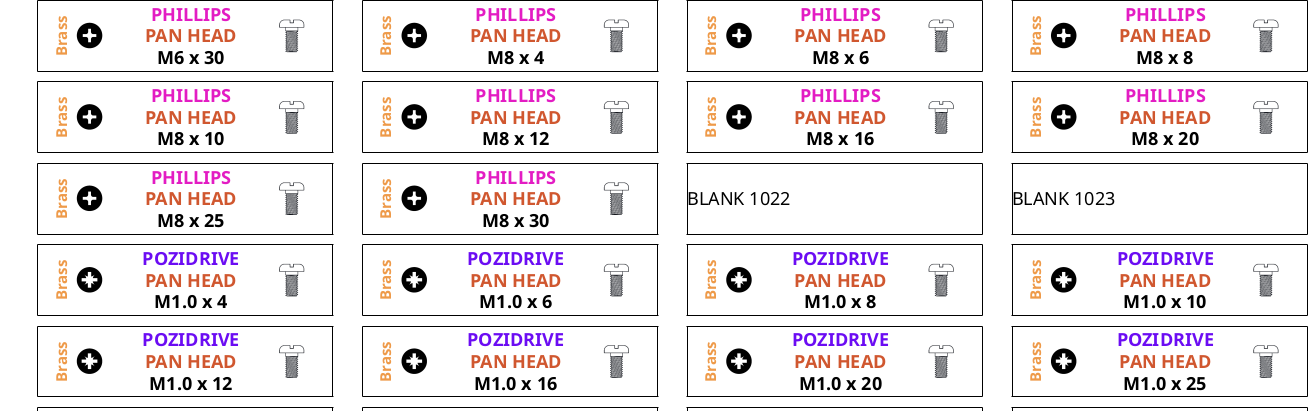 Brass
PHILLIPS
PAN HEAD
M6 x 30
Brass
PHILLIPS
PAN HEAD
M8 x 4
Brass
PHILLIPS
PAN HEAD
M8 x 6
Brass
PHILLIPS
PAN HEAD
M8 x 8
Brass
PHILLIPS
PAN HEAD
M8 x 10
Brass
PHILLIPS
PAN HEAD
M8 x 12
Brass
PHILLIPS
PAN HEAD
M8 x 16
Brass
PHILLIPS
PAN HEAD
M8 x 20
Brass
PHILLIPS
PAN HEAD
M8 x 25
Brass
PHILLIPS
PAN HEAD
M8 x 30
BLANK 1022
BLANK 1023
Brass
POZIDRIVE
PAN HEAD
M1.0 x 4
Brass
POZIDRIVE
PAN HEAD
M1.0 x 6
Brass
POZIDRIVE
PAN HEAD
M1.0 x 8
Brass
POZIDRIVE
PAN HEAD
M1.0 x 10
Brass
POZIDRIVE
PAN HEAD
M1.0 x 12
Brass
POZIDRIVE
PAN HEAD
M1.0 x 16
Brass
POZIDRIVE
PAN HEAD
M1.0 x 20
Brass
POZIDRIVE
PAN HEAD
M1.0 x 25